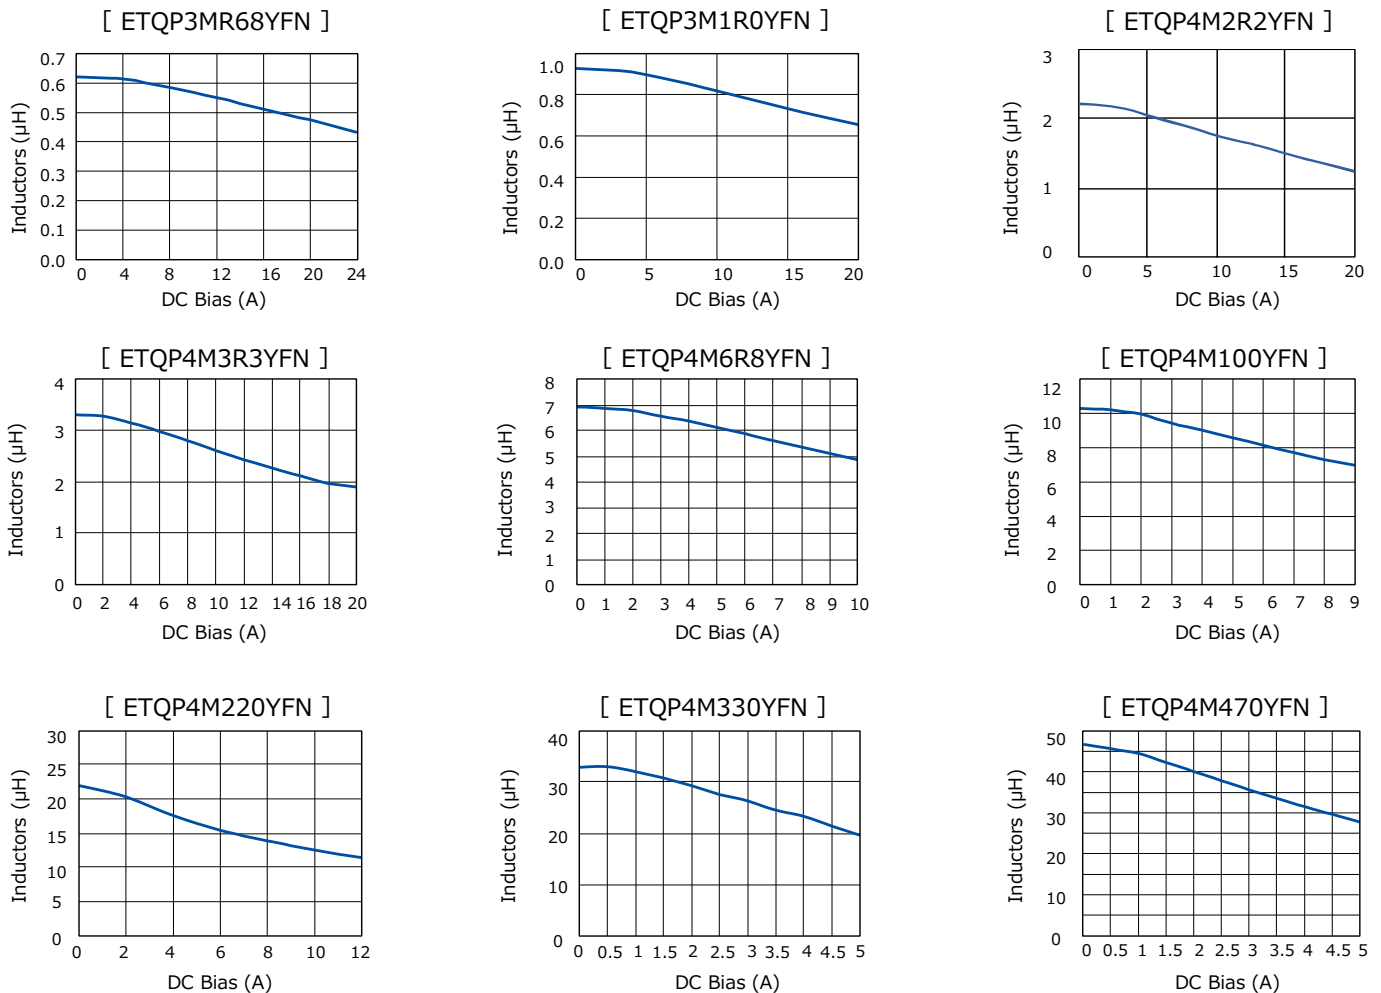 [ ETQP3MR68YFN ]
0.7
0.6
0.5
0.4
0.3
0.2
0.1
0.0
Inductors (µH)
0 4 8 12 16 20 24
DC Bias (A)
[ ETQP3M1R0YFN ]
1.0
0.8
0.6
0.4
0.2
0.0
Inductors (µH)
0 5 10 15 20
DC Bias (A)
[ ETQP4M2R2YFN ]
3
2
1
0
Inductors (µH)
0 5 10 15 20
DC Bias (A)
[ ETQP4M3R3YFN ]
4
3
2
1
0
Inductors (µH)
0 2 4 6 8 10 12 14 16 18 20
DC Bias (A)
[ ETQP4M6R8YFN ]
8
7
6
5
4
3
2
1
0
Inductors (µH)
0 1 2 3 4 5 6 7 8 9 10
DC Bias (A)
[ ETQP4M100YFN ]
12
10
8
6
4
2
0
Inductors (µH)
0 1 2 3 4 5 6 7 8 9
DC Bias (A)
[ ETQP4M220YFN ]
30
25
20
15
10
5
0
Inductors (µH)
0 2 4 6 8 10 12
DC Bias (A)
[ ETQP4M330YFN ]
40
30
20
10
0
Inductors (µH)
0 0.5 1 1.5 2 2.5 3 3.5 4 4.5 5
DC Bias (A)
[ ETQP4M470YFN ]
50
40
30
20
10
0
Inductors (µH)
0 0.5 1 1.5 2 2.5 3 3.5 4 4.5 5
DC Bias (A)